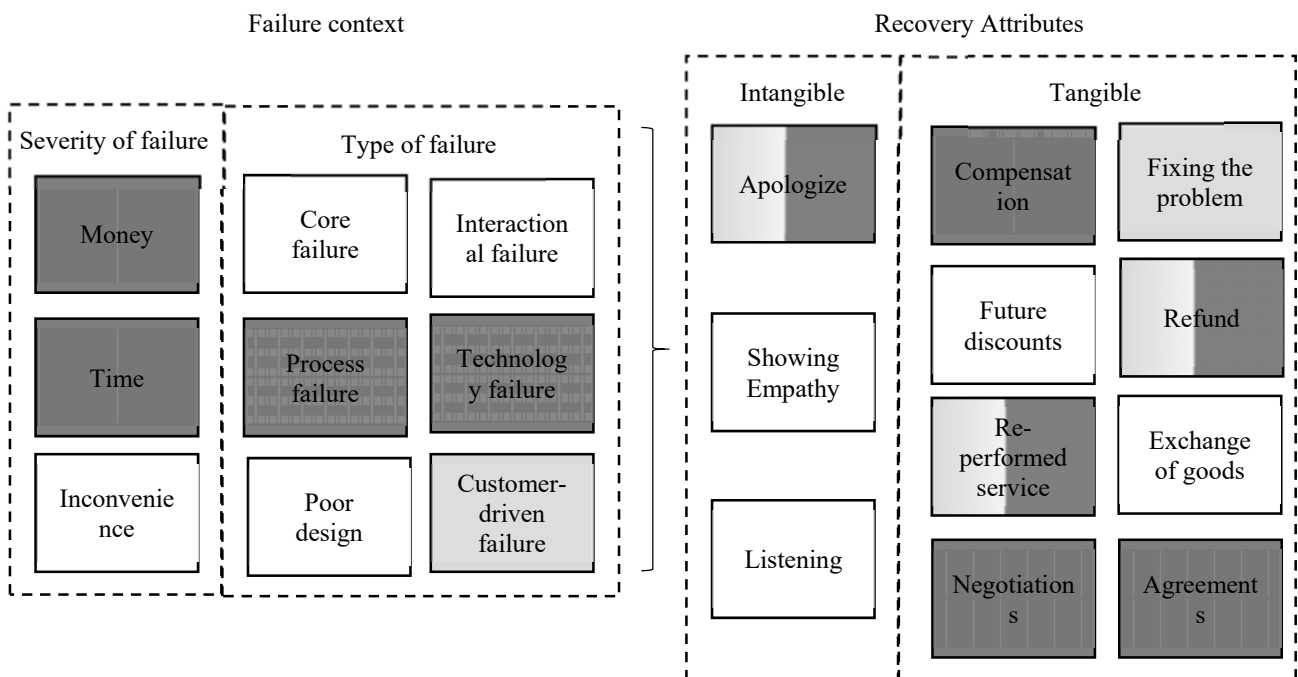 Failure context
Severity of failure
Type of failure
Money
Core
failure
Interaction
al failure
Time
Process
failure
Technolog
y failure
Inconvenie
nce
Poor
design
Customer-
driven
failure
Recovery Attributes
Intangible
Tangible
Apologize
Compensat
ion
Fixing the
problem
Showing
Empathy
Future
discounts
Refund
Re-
performed
service
Exchange
of goods
Listening
Negotiation
s
Agreement
s